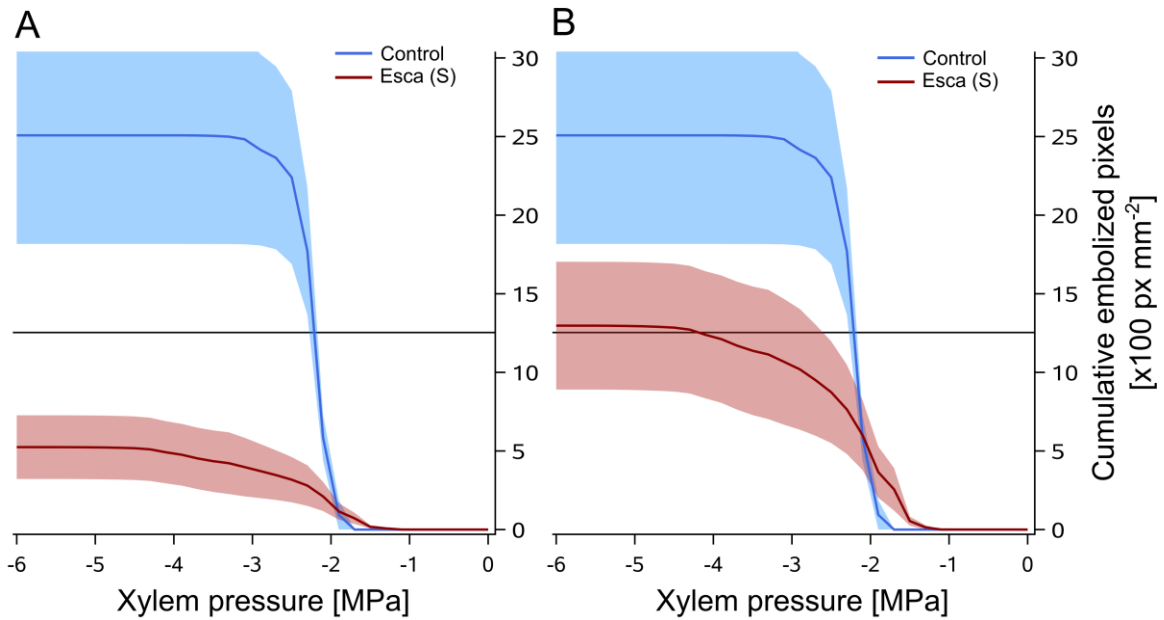 A
B
Control
Esca (S)
Control
Esca (S)
30
25
20
15
10
5
0
30
25
20
15
10
5
0
Cumulative embolized pixels
[x100 px mm⁻²]
-6 -5 -4 -3 -2 -1 0
-6 -5 -4 -3 -2 -1 0
Xylem pressure [MPa]
Xylem pressure [MPa]